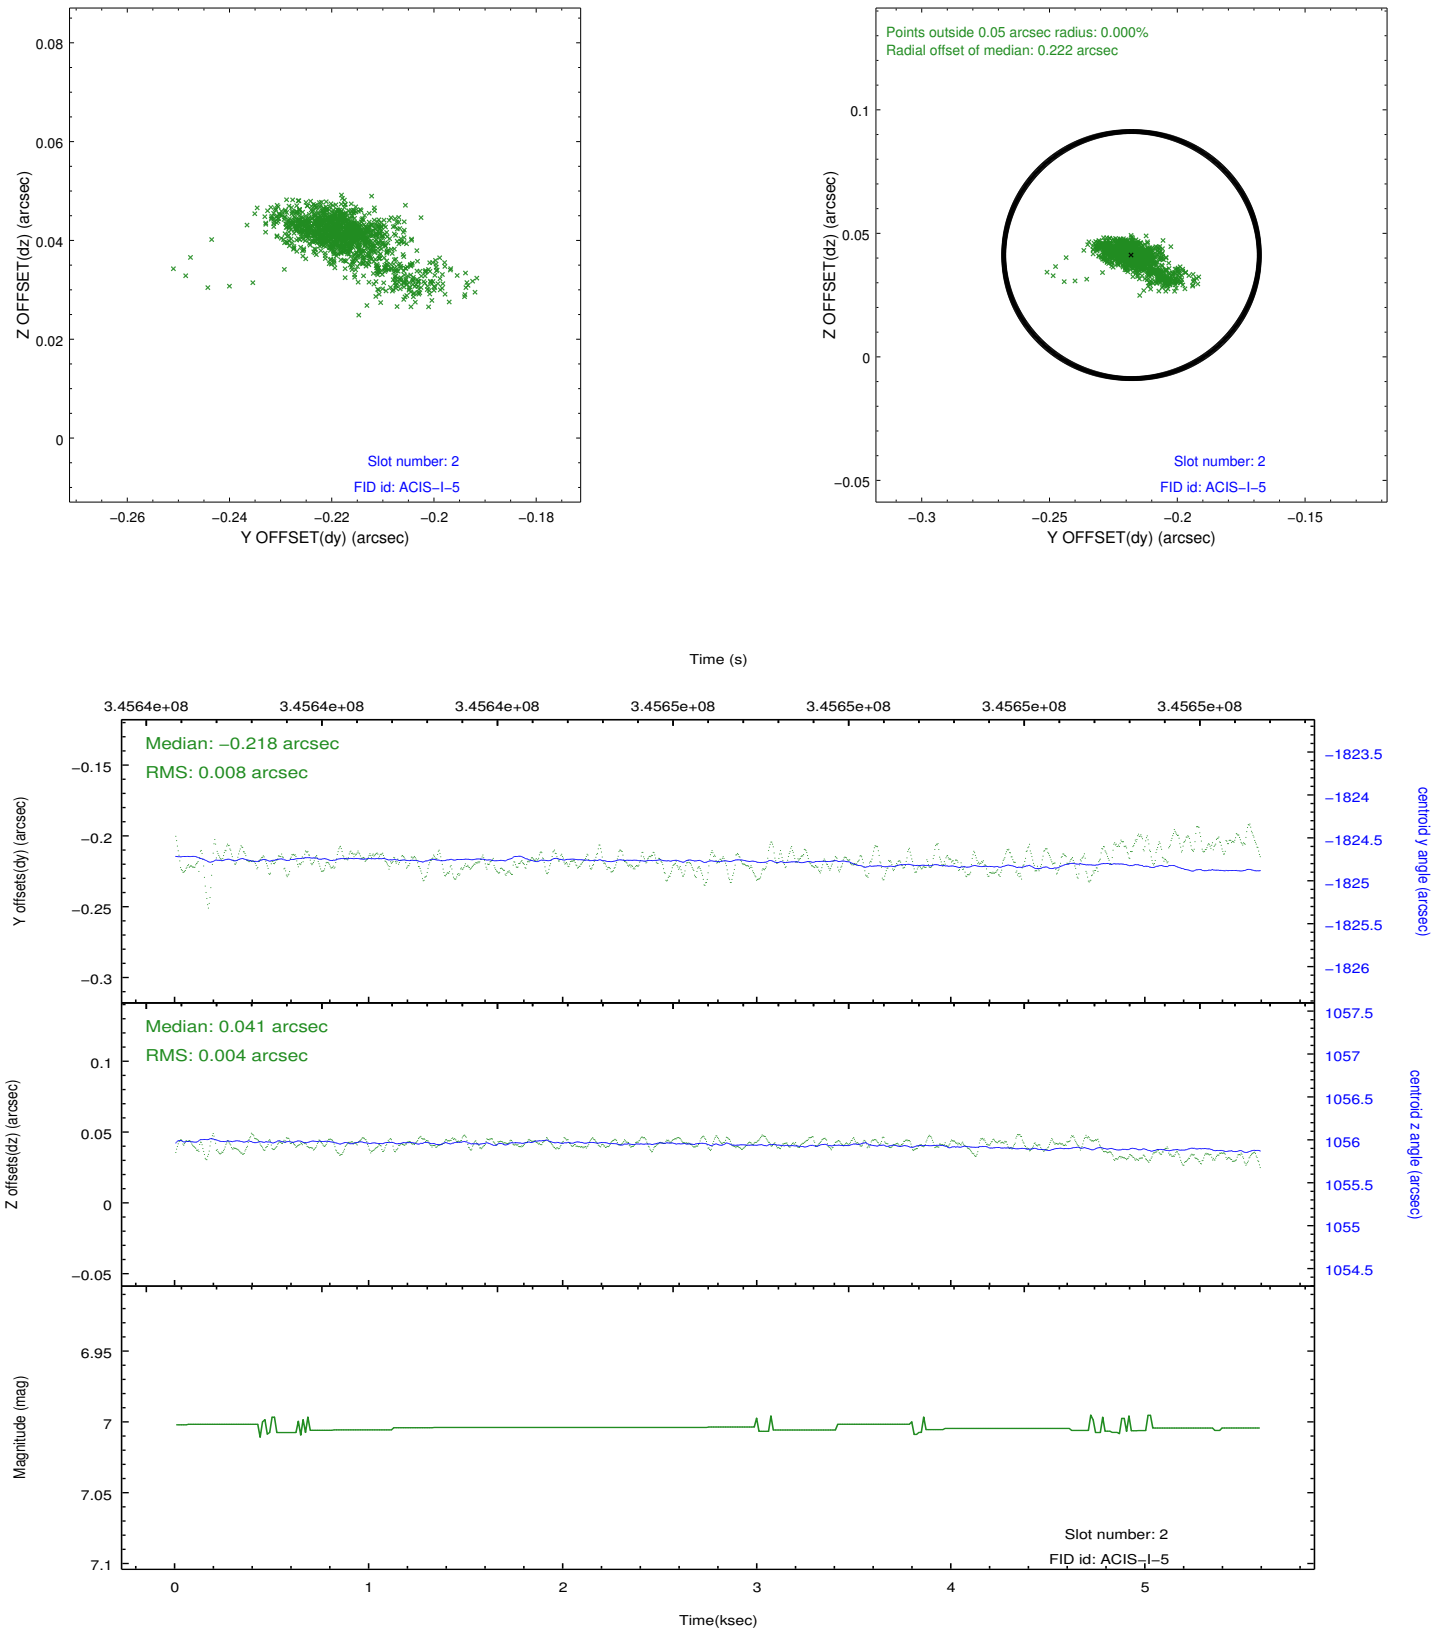 0.08
0.06
0.04
0.02
0
Z OFFSET(dz) (arcsec)
Slot number: 2
FID id: ACIS−I−5
−0.26
−0.24
−0.22
−0.2
−0.18
Y OFFSET(dy) (arcsec)
Points outside 0.05 arcsec radius: 0.000%
Radial offset of median: 0.222 arcsec
0.1
0.05
0
−0.05
Z OFFSET(dz) (arcsec)
Slot number: 2
FID id: ACIS−I−5
−0.3
−0.25
−0.2
−0.15
Y OFFSET(dy) (arcsec)
Time (s)
3.4564e+08
3.4564e+08
3.4564e+08
3.4565e+08
3.4565e+08
3.4565e+08
3.4565e+08
Median: −0.218 arcsec
RMS: 0.008 arcsec
−0.15
−0.2
−0.25
−0.3
Y offsets(dy) (arcsec)
−1823.5
−1824
−1824.5
−1825
−1825.5
−1826
centroid y angle (arcsec)
Median: 0.041 arcsec
RMS: 0.004 arcsec
0.1
0.05
0
−0.05
Z offsets(dz) (arcsec)
1057.5
1057
1056.5
1056
1055.5
1055
1054.5
centroid z angle (arcsec)
6.95
7
7.05
7.1
Magnitude (mag)
Slot number: 2
FID id: ACIS−I−5
0
1
2
3
4
5
Time(ksec)